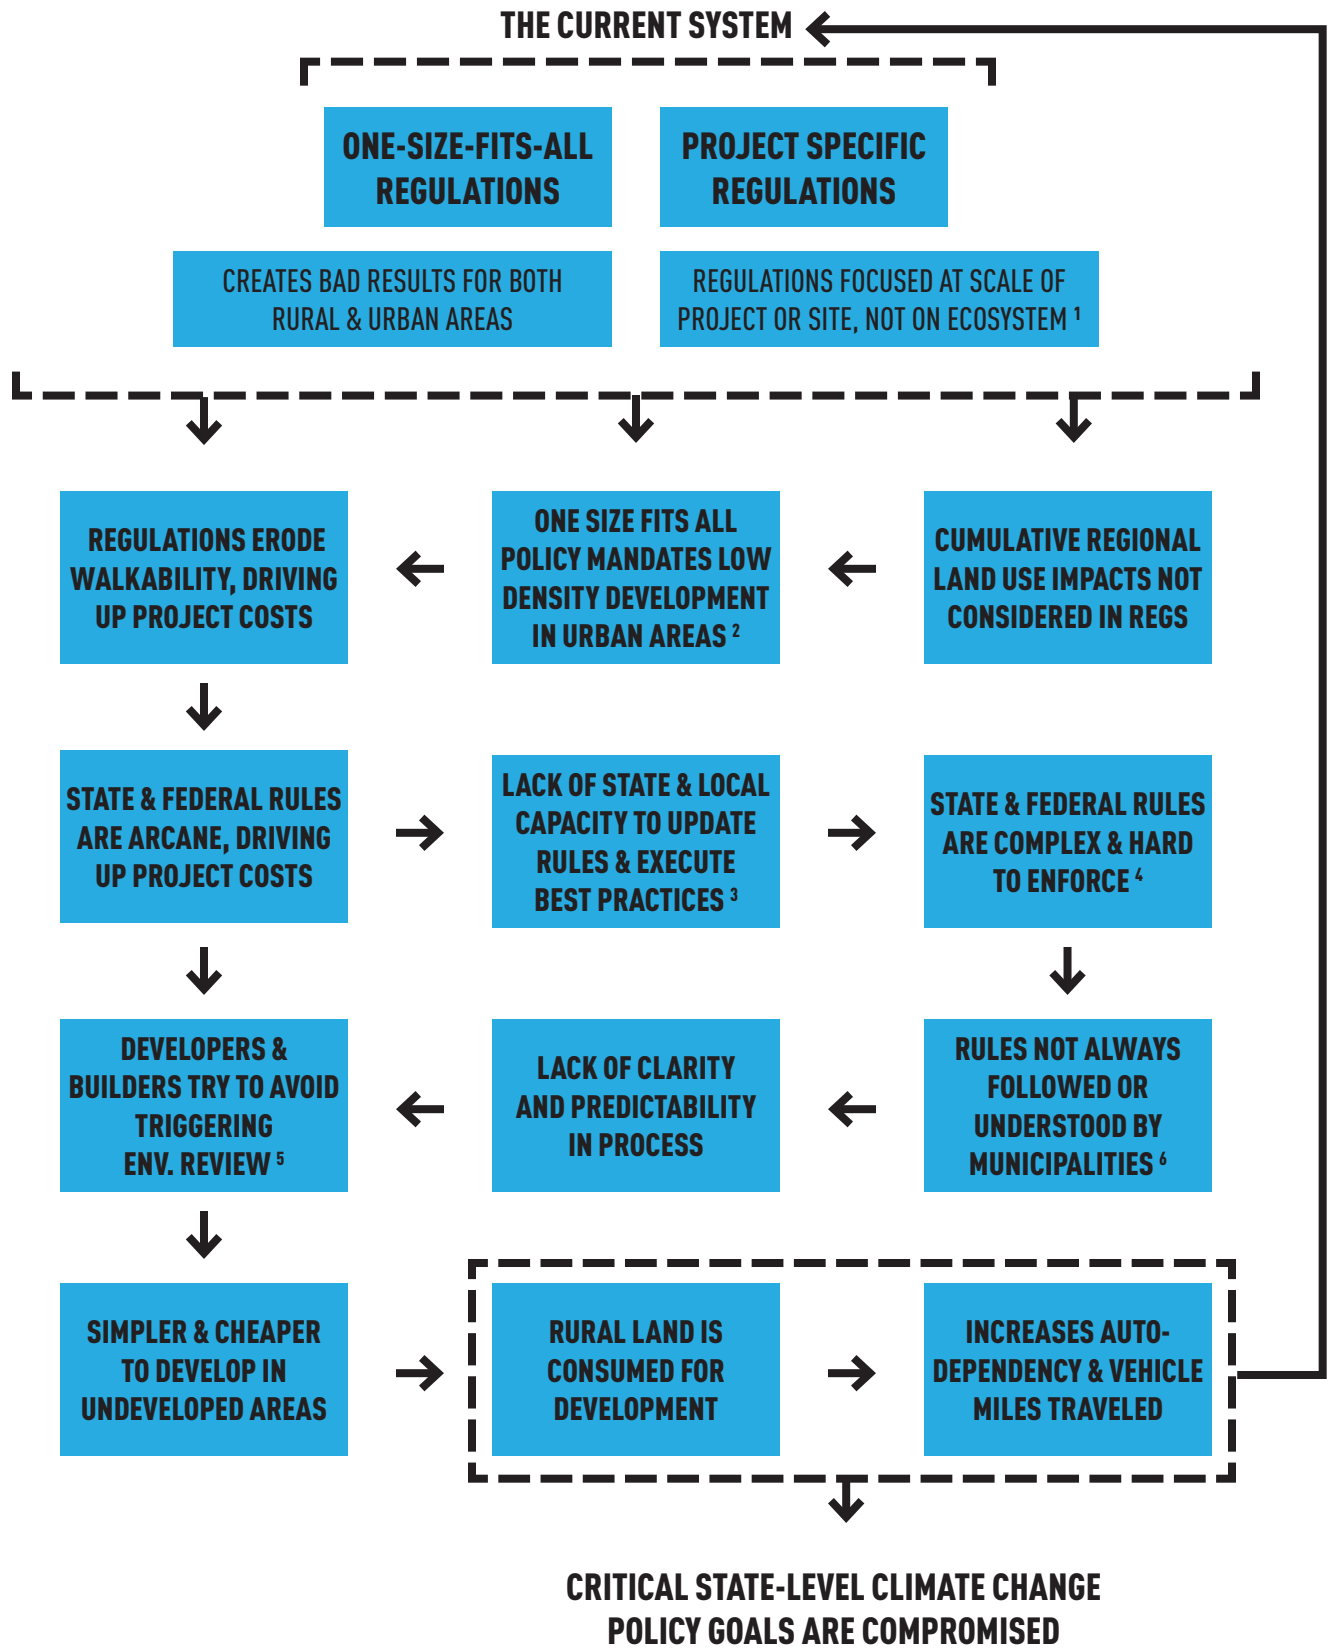 THE CURRENT SYSTEM
ONE-SIZE-FITS-ALL
REGULATIONS
PROJECT SPECIFIC
REGULATIONS
CREATES BAD RESULTS FOR BOTH
RURAL & URBAN AREAS
REGULATIONS FOCUSED AT SCALE OF
PROJECT OR SITE, NOT ON ECOSYSTEM ¹
REGULATIONS ERODE
WALKABILITY, DRIVING
UP PROJECT COSTS
ONE SIZE FITS ALL
POLICY MANDATES LOW
DENSITY DEVELOPMENT
IN URBAN AREAS ²
CUMULATIVE REGIONAL
LAND USE IMPACTS NOT
CONSIDERED IN REGS
STATE & FEDERAL RULES
ARE ARCANE, DRIVING
UP PROJECT COSTS
LACK OF STATE & LOCAL
CAPACITY TO UPDATE
RULES & EXECUTE
BEST PRACTICES ³
STATE & FEDERAL RULES
ARE COMPLEX & HARD
TO ENFORCE ⁴
DEVELOPERS &
BUILDERS TRY TO AVOID
TRIGGERING
ENV. REVIEW ⁵
LACK OF CLARITY
AND PREDICTABILITY
IN PROCESS
RULES NOT ALWAYS
FOLLOWED OR
UNDERSTOOD BY
MUNICIPALITIES ⁶
SIMPLER & CHEAPER
TO DEVELOP IN
UNDEVELOPED AREAS
RURAL LAND IS
CONSUMED FOR
DEVELOPMENT
INCREASES AUTO-
DEPENDENCY & VEHICLE
MILES TRAVELED
CRITICAL STATE-LEVEL CLIMATE CHANGE
POLICY GOALS ARE COMPROMISED